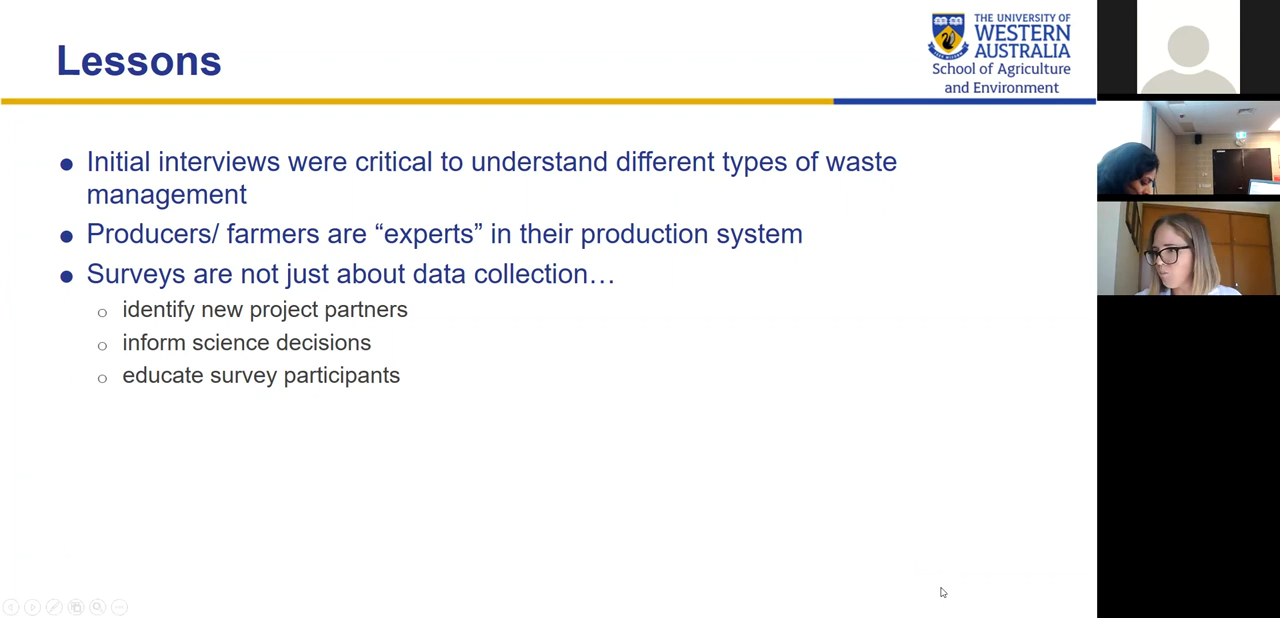 Lessons
THE UNIVERSITY OF
WESTERN
AUSTRALIA
School of Agriculture
and Environment
● Initial interviews were critical to understand different types of waste
management
● Producers/ farmers are “experts” in their production system
● Surveys are not just about data collection…
○ identify new project partners
○ inform science decisions
○ educate survey participants